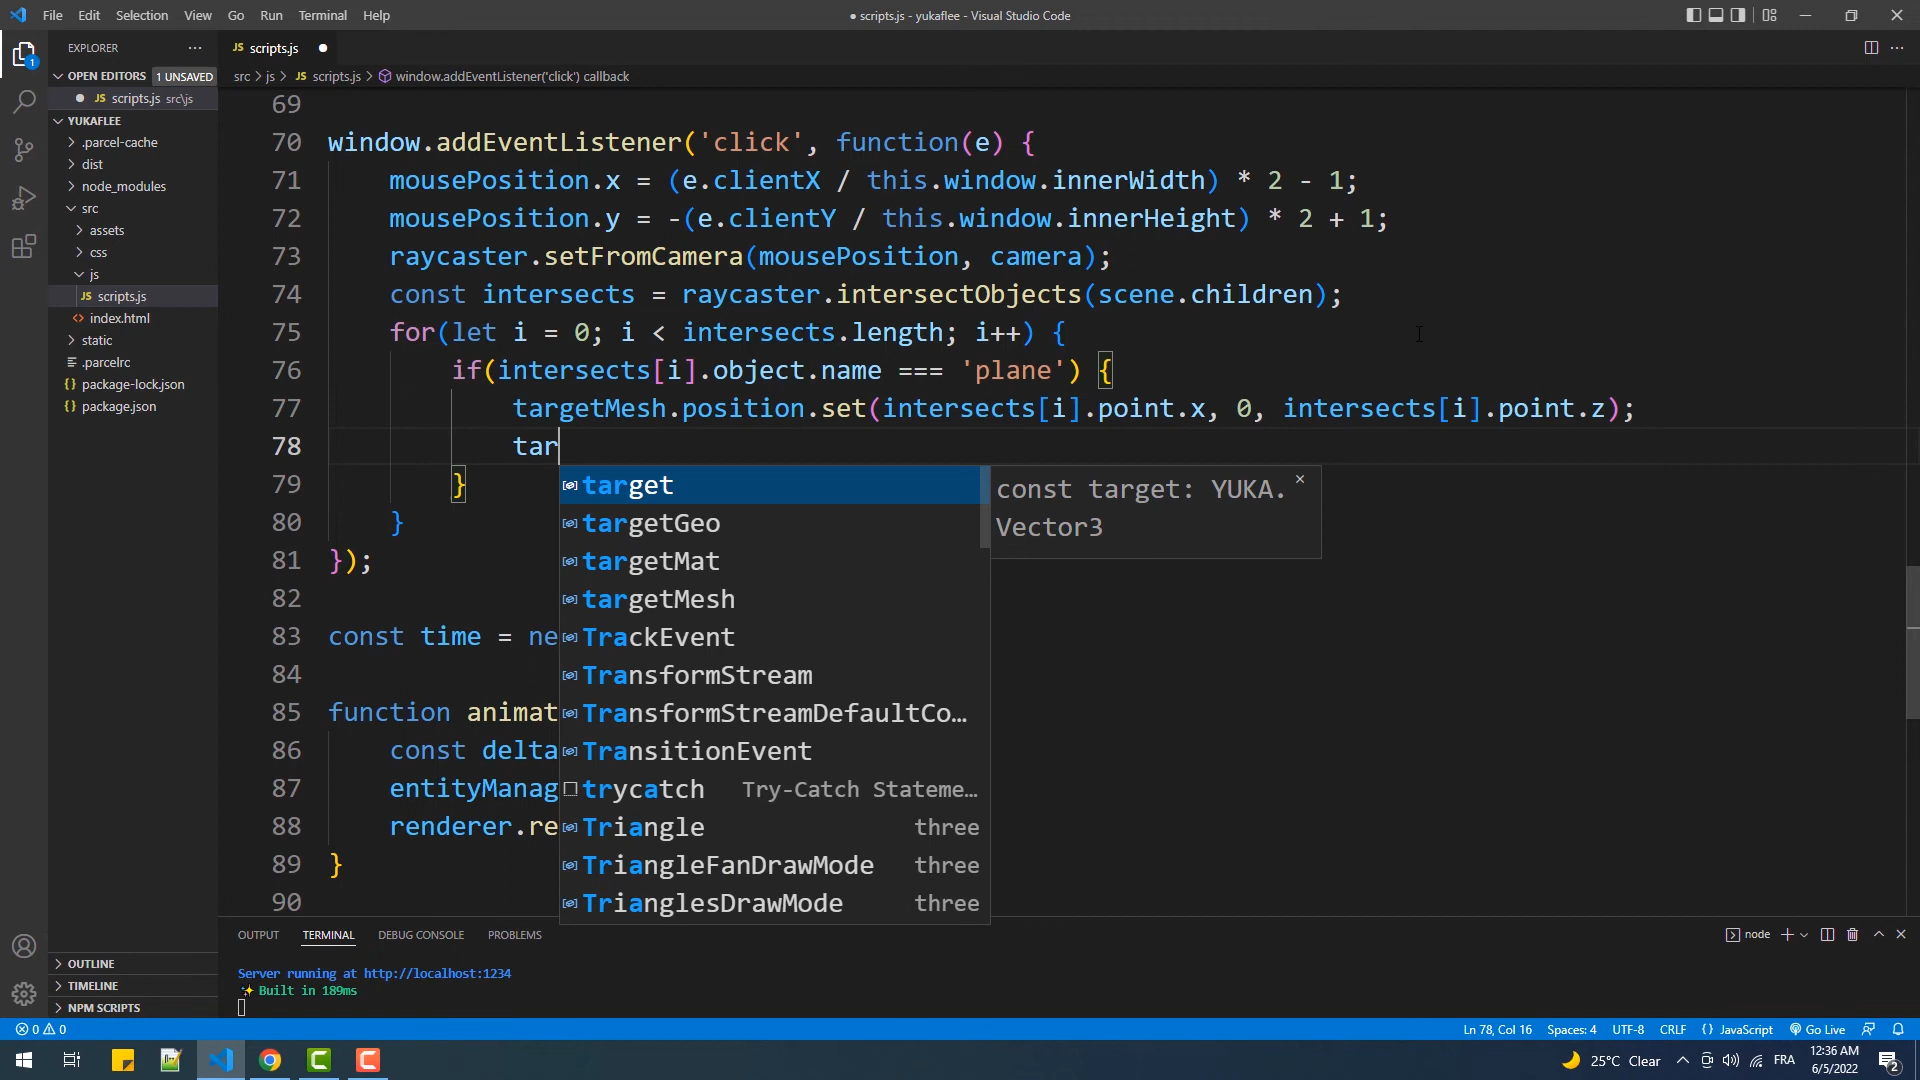 File Edit Selection View Go Run Terminal Help
● scripts.js - yukaflee - Visual Studio Code
EXPLORER ···
OPEN EDITORS 1 UNSAVED
JS scripts.js src\js
YUKAFLEE
.parcel-cache
dist
node_modules
src
assets
css
js
JS scripts.js
index.html
static
.parcelrc
package-lock.json
package.json
OUTLINE
TIMELINE
NPM SCRIPTS
JS scripts.js
src > js > JS scripts.js > window.addEventListener('click') callback
69
70 window.addEventListener('click', function(e) {
71 mousePosition.x = (e.clientX / this.window.innerWidth) * 2 - 1;
72 mousePosition.y = -(e.clientY / this.window.innerHeight) * 2 + 1;
73 raycaster.setFromCamera(mousePosition, camera);
74 const intersects = raycaster.intersectObjects(scene.children);
75 for(let i = 0; i < intersects.length; i++) {
76 if(intersects[i].object.name === 'plane') {
77 targetMesh.position.set(intersects[i].point.x, 0, intersects[i].point.z);
78 tar
79 }
80 }
81 });
82
83 const time = ne
84
85 function animat
86 const delta
87 entityManag
88 renderer.re
89 }
90
target
targetGeo
targetMat
targetMesh
TrackEvent
TransformStream
TransformStreamDefaultCo…
TransitionEvent
trycatch Try-Catch Stateme…
Triangle three
TriangleFanDrawMode three
TrianglesDrawMode three
const target: YUKA.
Vector3
OUTPUT TERMINAL DEBUG CONSOLE PROBLEMS
node
Server running at http://localhost:1234
✨ Built in 189ms
0 0
Ln 78, Col 16 Spaces: 4 UTF-8 CRLF {} JavaScript Go Live
25°C Clear FRA 12:36 AM
6/5/2022
2
1